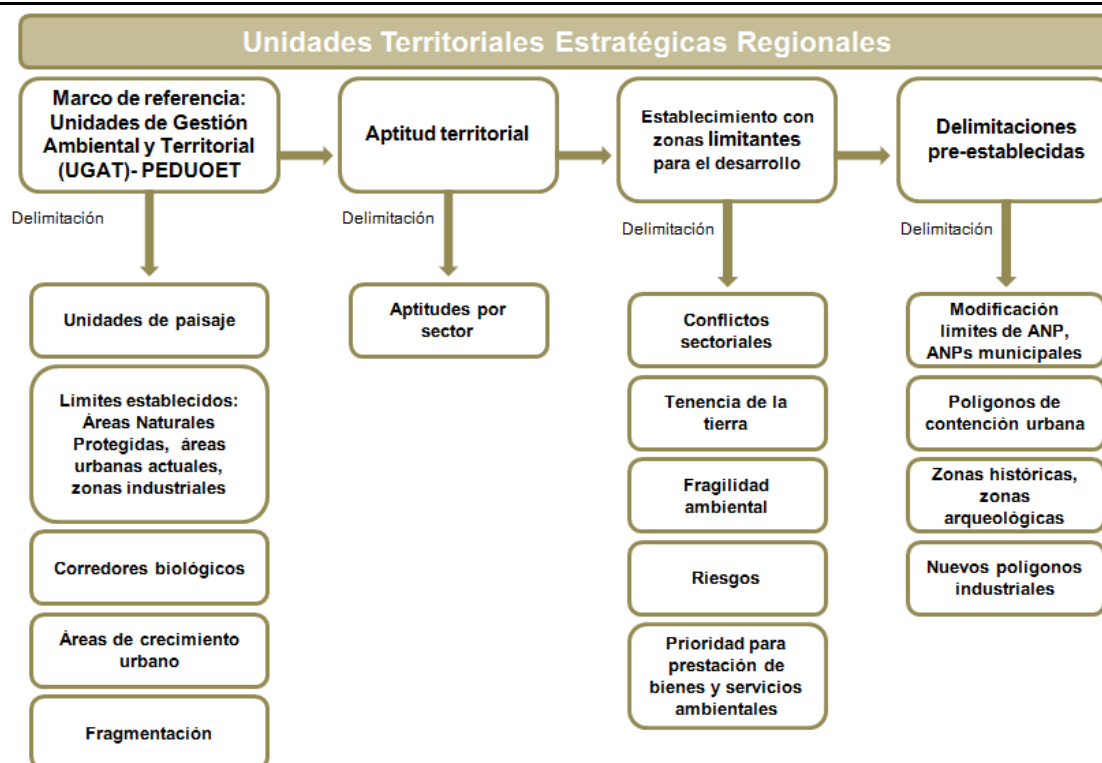 Unidades Territoriales Estratégicas Regionales
Marco de referencia:
Unidades de Gestión
Ambiental y Territorial
(UGAT)- PEDUOET
Aptitud territorial
Establecimiento con
zonas limitantes
para el desarrollo
Delimitaciones
pre-establecidas
Delimitación
Delimitación
Delimitación
Delimitación
Unidades de paisaje
Limites establecidos:
Áreas Naturales
Protegidas, áreas
urbanas actuales,
zonas industriales
Corredores biológicos
Áreas de crecimiento
urbano
Fragmentación
Aptitudes por
sector
Conflictos
sectoriales
Tenencia de la
tierra
Fragilidad
ambiental
Riesgos
Prioridad para
prestación de
bienes y servicios
ambientales
Modificación
limites de ANP,
ANPs municipales
Poligonos de
contención urbana
Zonas históricas,
zonas
arqueológicas
Nuevos poligonos
industriales